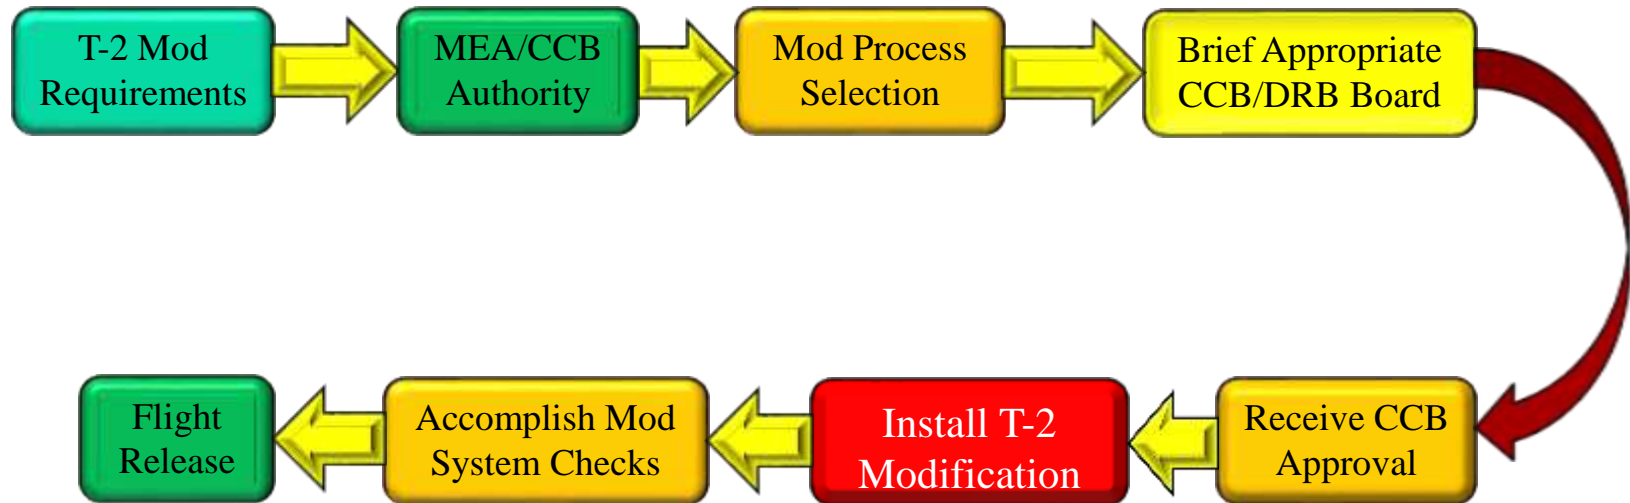 T-2 Mod
Requirements
MEA/CCB
Authority
Mod Process
Selection
Brief Appropriate
CCB/DRB Board
Receive CCB
Approval
Install T-2
Modification
Accomplish Mod
System Checks
Flight
Release